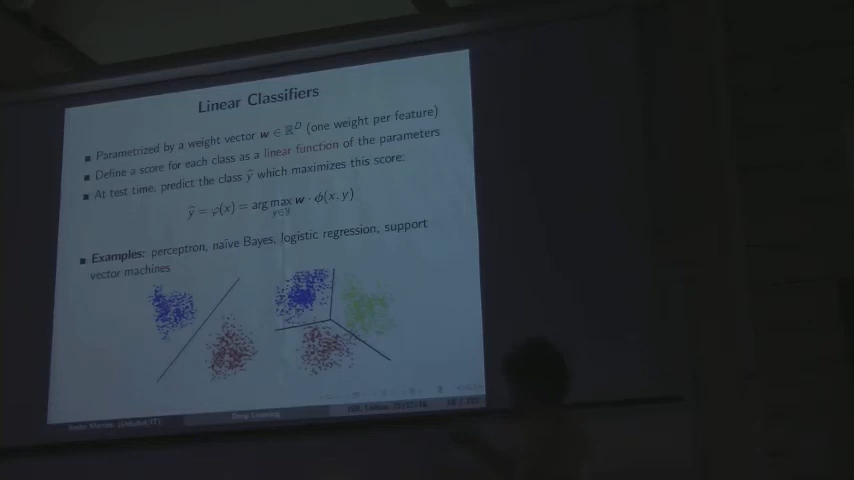 Linear Classifiers
■ Parametrized by a weight vector w ∈ ℝ^D (one weight per feature)
■ Define a score for each class as a linear function of the parameters
■ At test time, predict the class ŷ which maximizes this score:
ŷ = φ(x) = arg max w · ϕ(x, y)
y∈Y
■ Examples: perceptron, naïve Bayes, logistic regression, support
vector machines
Deep Learning